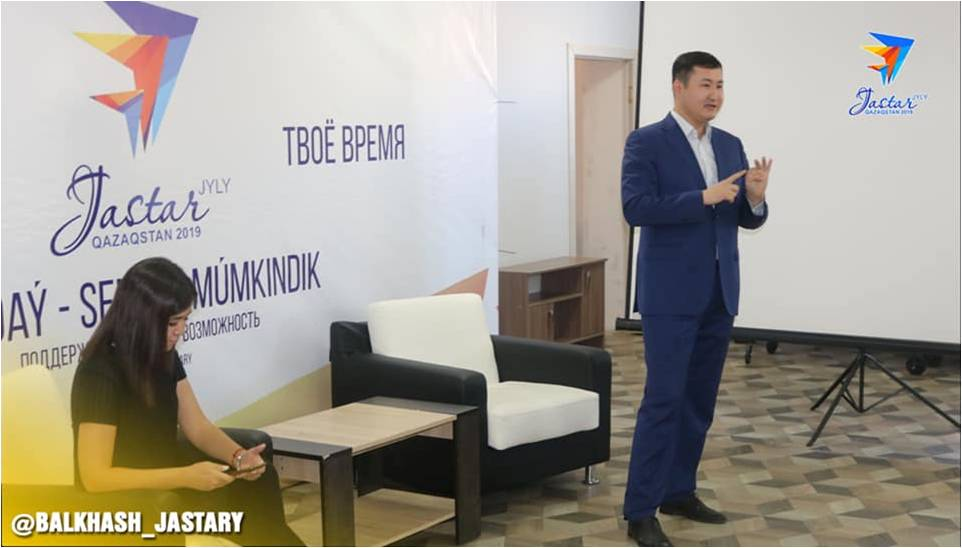 ТВОЁ ВРЕМЯ
Jastar JYLY
QAZAQSTAN 2019
MÚMKINDIK
ВОЗМОЖНОСТЬ
Jastar JYLY
QAZAQSTAN 2019
@BALKHASH_JASTARY